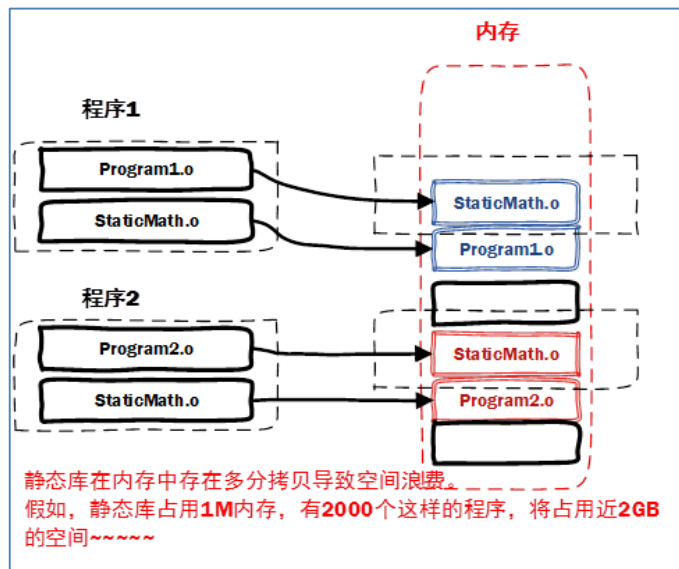 内存
程序1
Program1.o
StaticMath.o
StaticMath.o
Program1.o
程序2
Program2.o
StaticMath.o
StaticMath.o
Program2.o
静态库在内存中存在多分拷贝导致空间浪费。
假如，静态库占用1M内存，有2000个这样的程序，将占用近2GB
的空间~~~~~